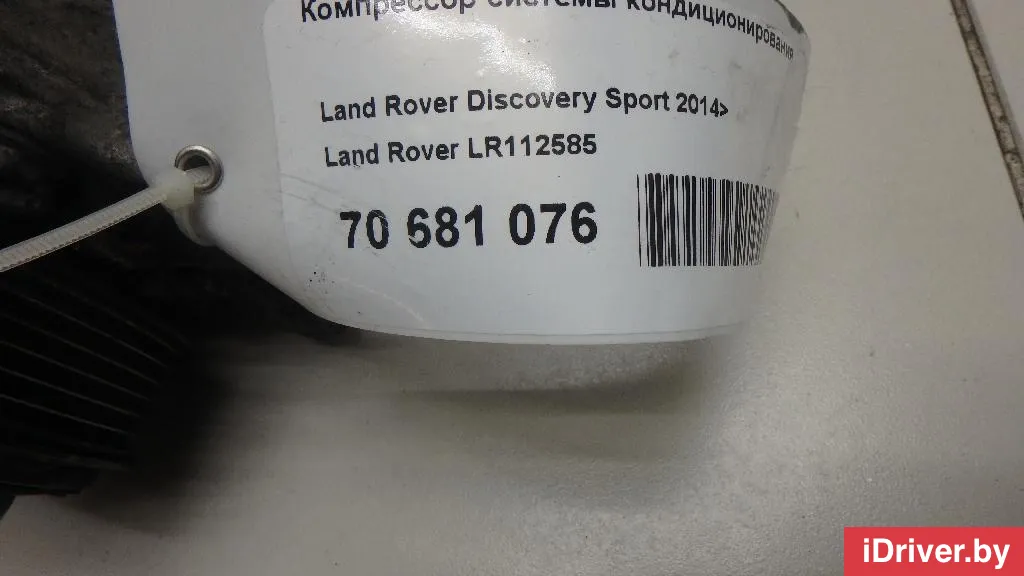 Компрессор системы кондиционирования
Land Rover Discovery Sport 2014>
Land Rover LR112585
70 681 076
iDriver.by